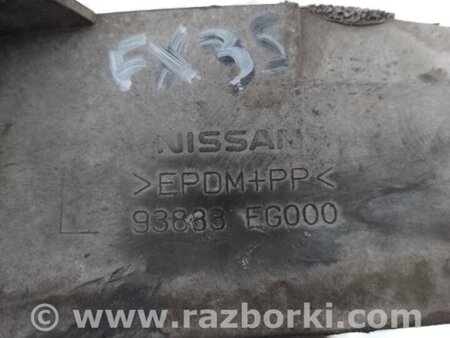 FX35
NISSAN
>EPDM+PP<
L 93883 EG000
www.razborki.com